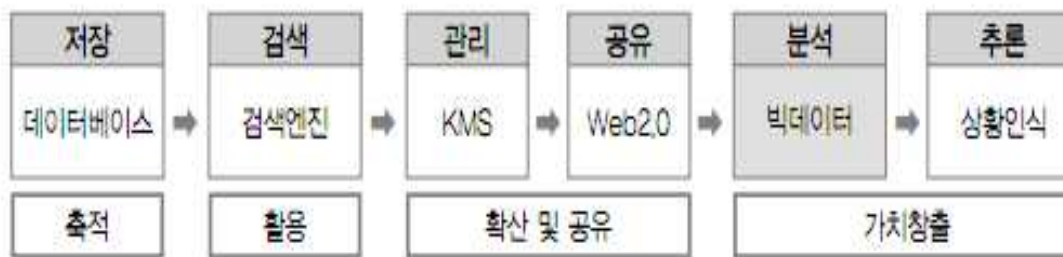 저장 검색 관리 공유 분석 추론
데이터베이스 검색엔진 KMS Web2.0 빅데이터 상황인식
축적 활용 확산 및 공유 가치창출